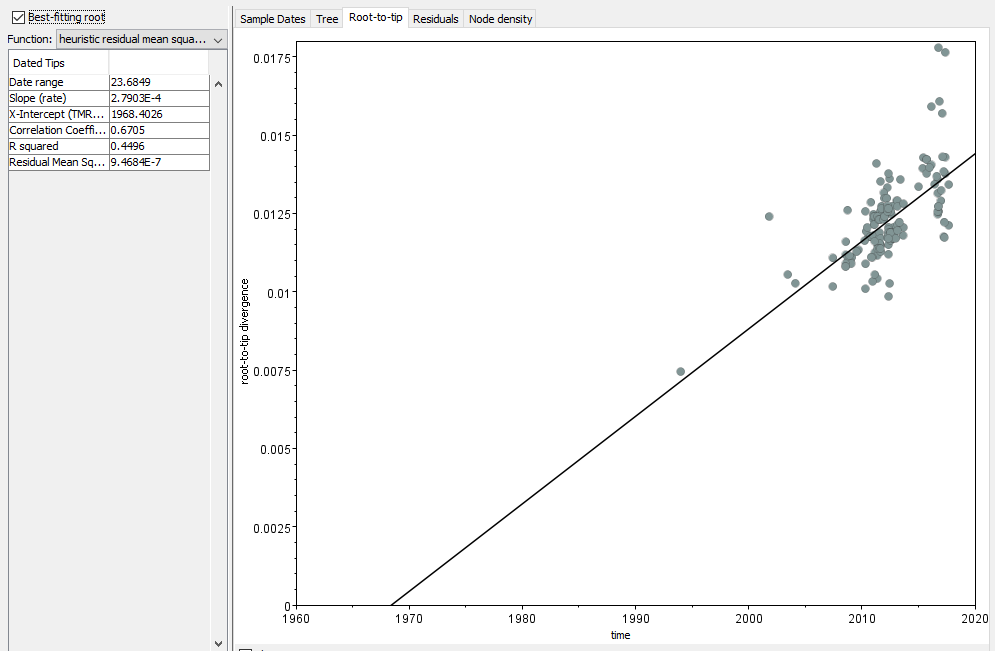 Best-fitting root
Function: heuristic residual mean squa...
Dated Tips
Date range 23.6849
Slope (rate) 2.7903E-4
X-Intercept (TMR... 1968.4026
Correlation Coeffi... 0.6705
R squared 0.4496
Residual Mean Sq... 9.4684E-7
Sample Dates Tree Root-to-tip Residuals Node density
0.0175
0.015
0.0125
0.01
0.0075
0.005
0.0025
0
root-to-tip divergence
1960 1970 1980 1990 2000 2010 2020
time